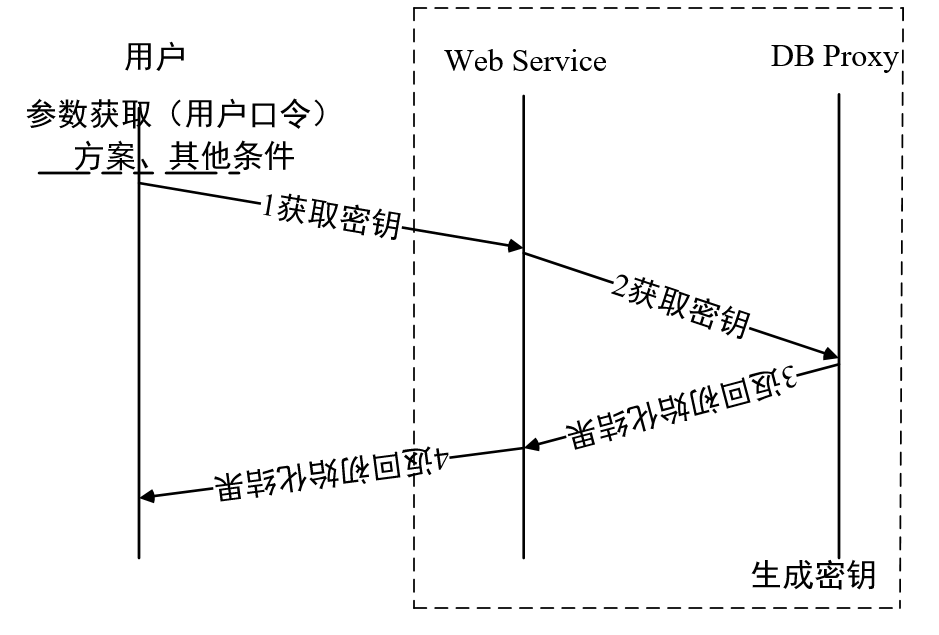 用户
Web Service
DB Proxy
参数获取（用户口令）
方案、其他条件
1获取密钥
2获取密钥
3返回初始化结果
4返回初始化结果
生成密钥